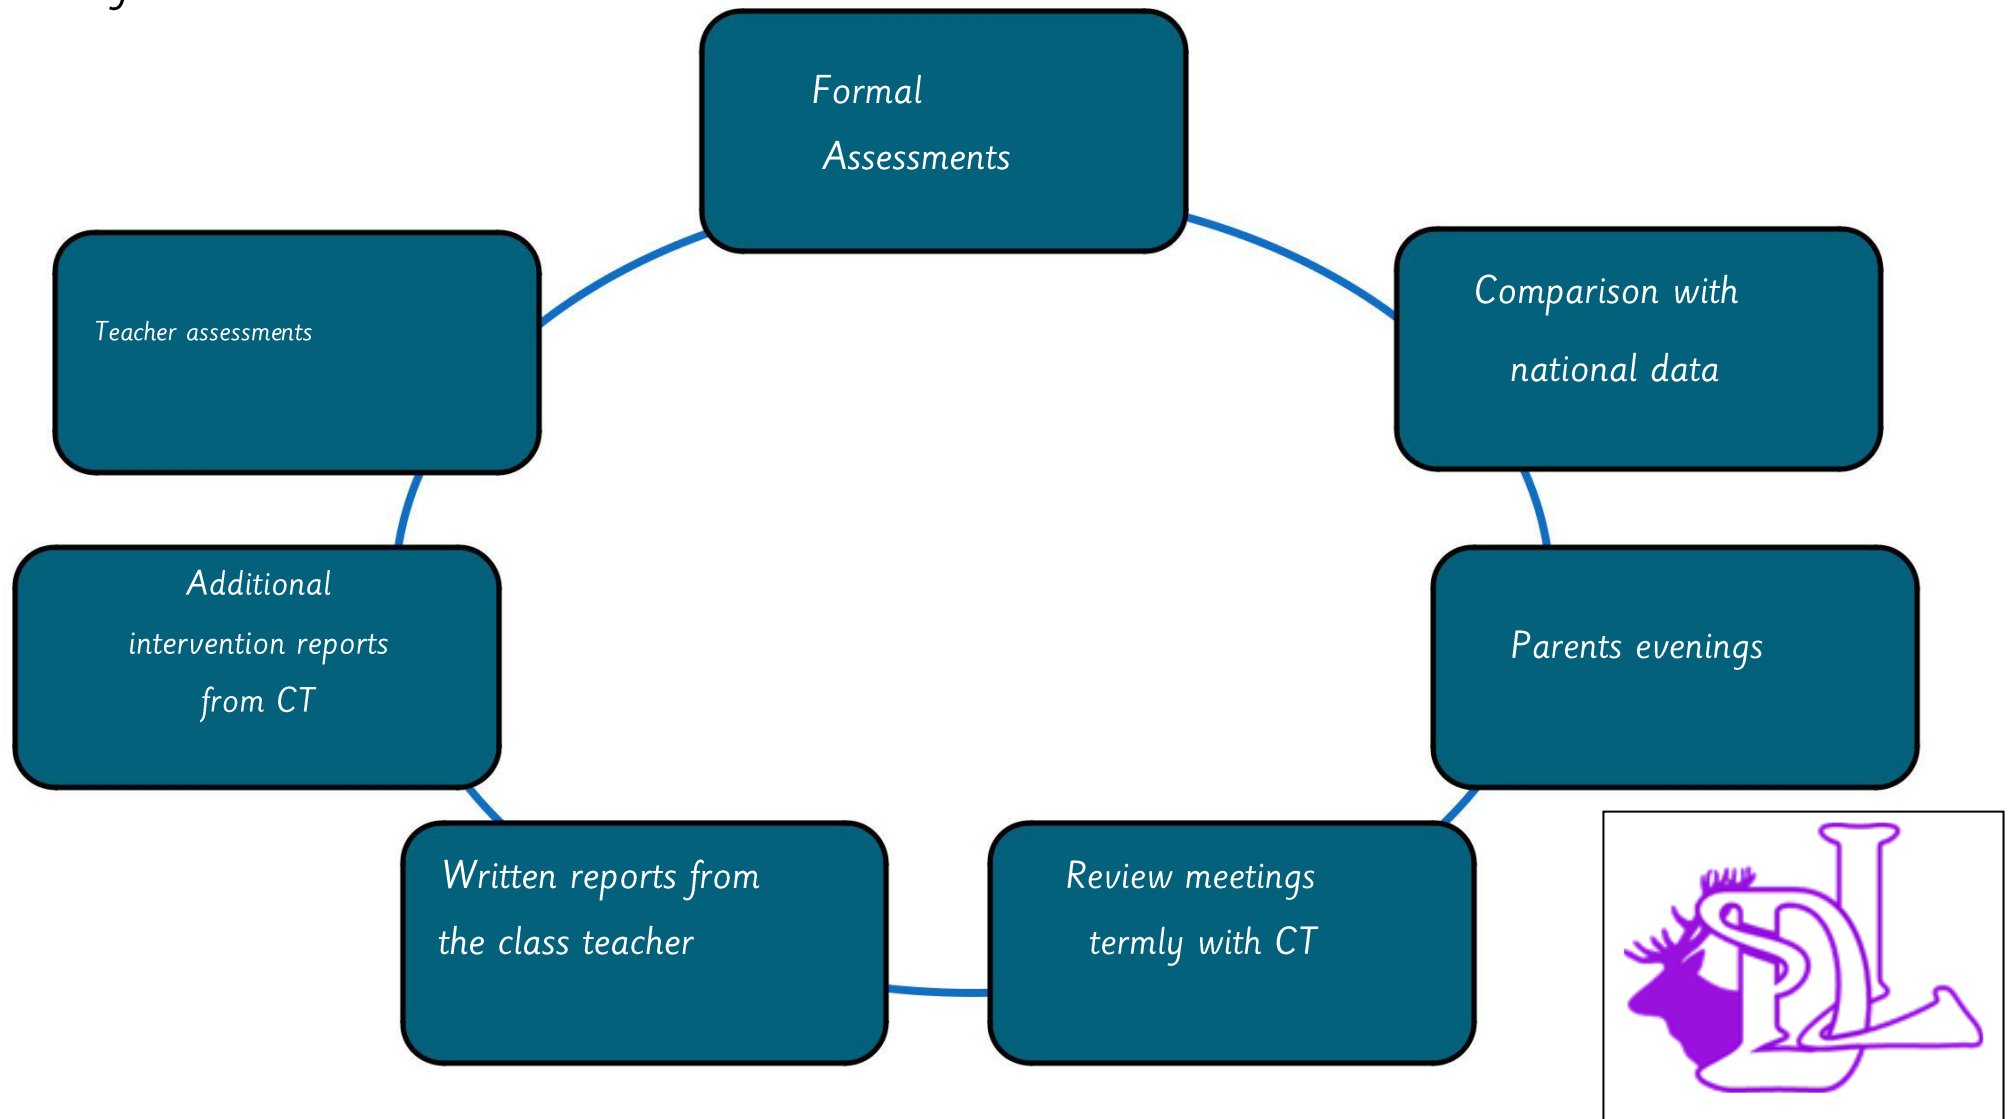 Formal
Assessments
Comparison with
national data
Parents evenings
Review meetings
termly with CT
Written reports from
the class teacher
Additional
intervention reports
from CT
Teacher assessments